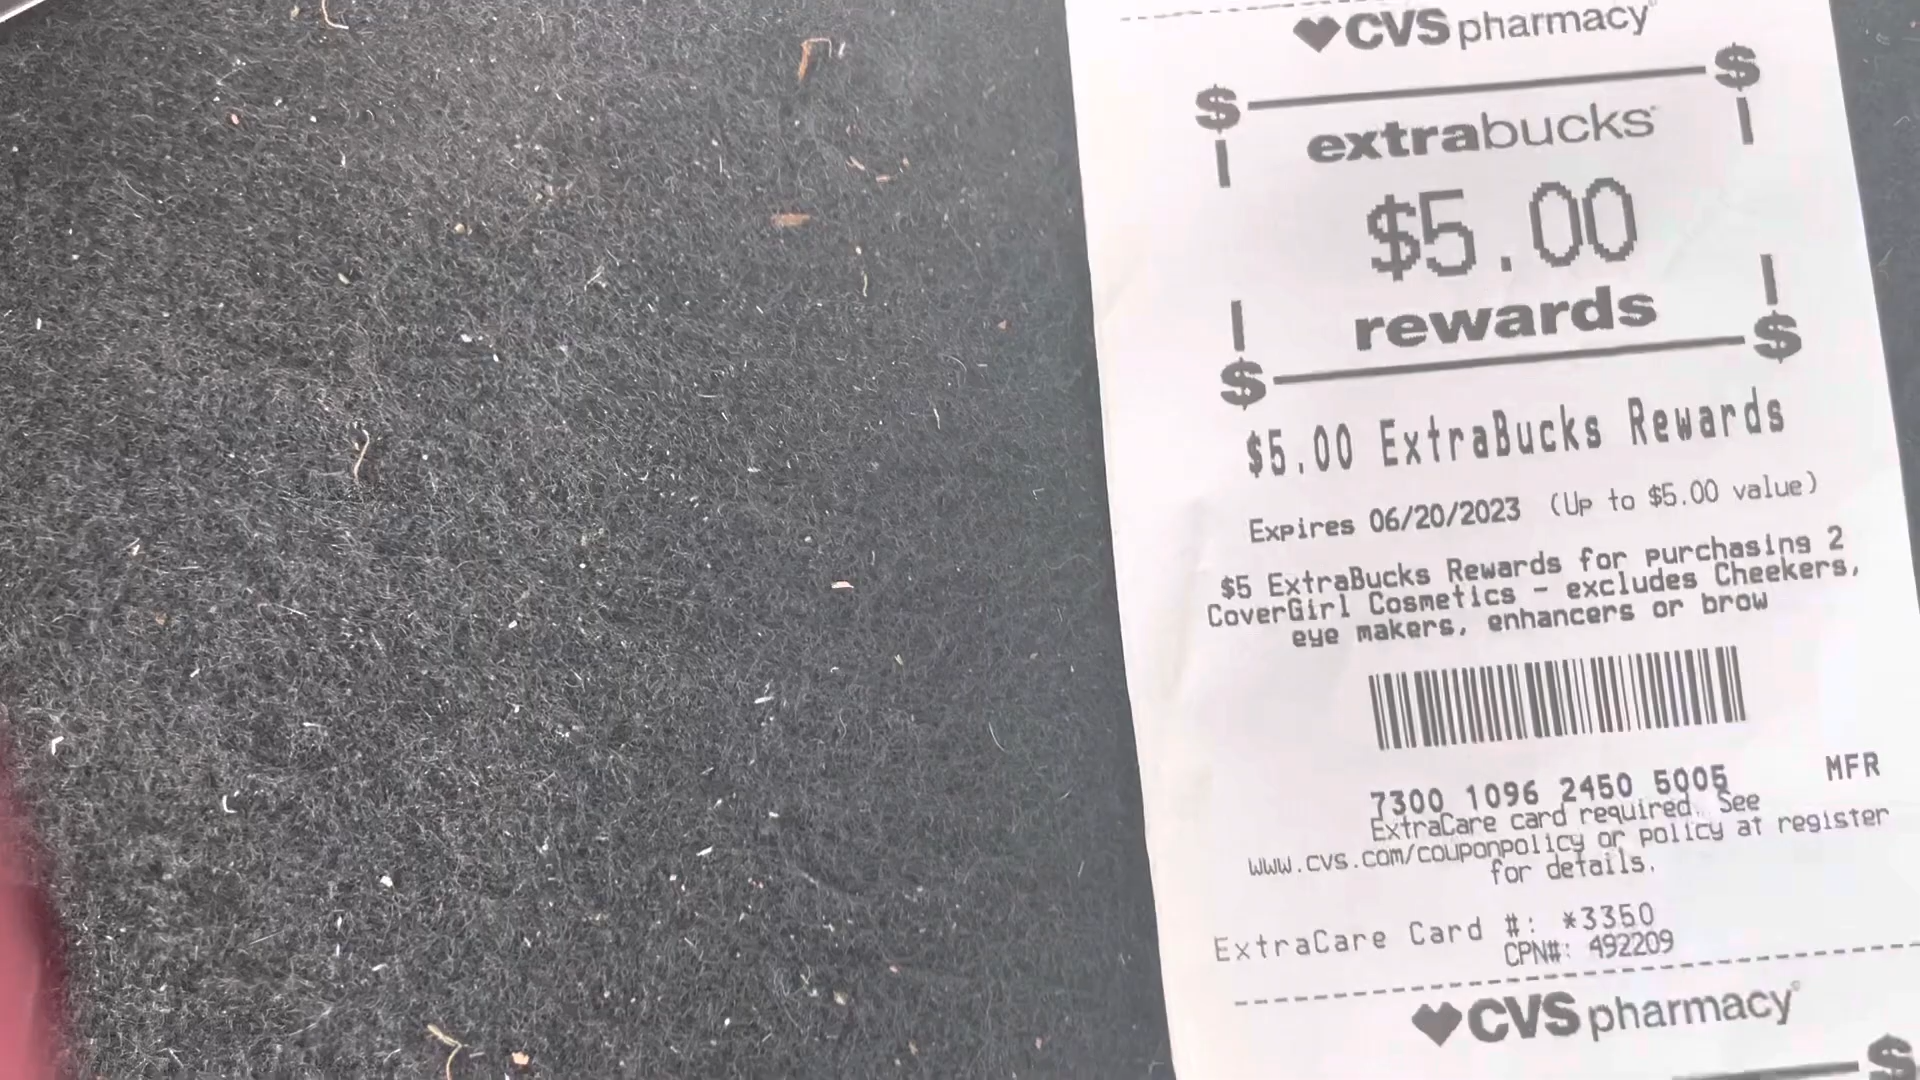 CVS pharmacy
$ $
extrabucks
$5.00
rewards
$ $
$5.00 ExtraBucks Rewards
Expires 06/20/2023 (Up to $5.00 value)
$5 ExtraBucks Rewards for purchasing 2
CoverGirl Cosmetics - excludes Cheekers,
eye makers, enhancers or brow
7300 1096 2450 5005 MFR
ExtraCare card required. See
www.cvs.com/couponpolicy or policy at register
for details.
ExtraCare Card #: *3350
CPN#: 492209
CVS pharmacy
$